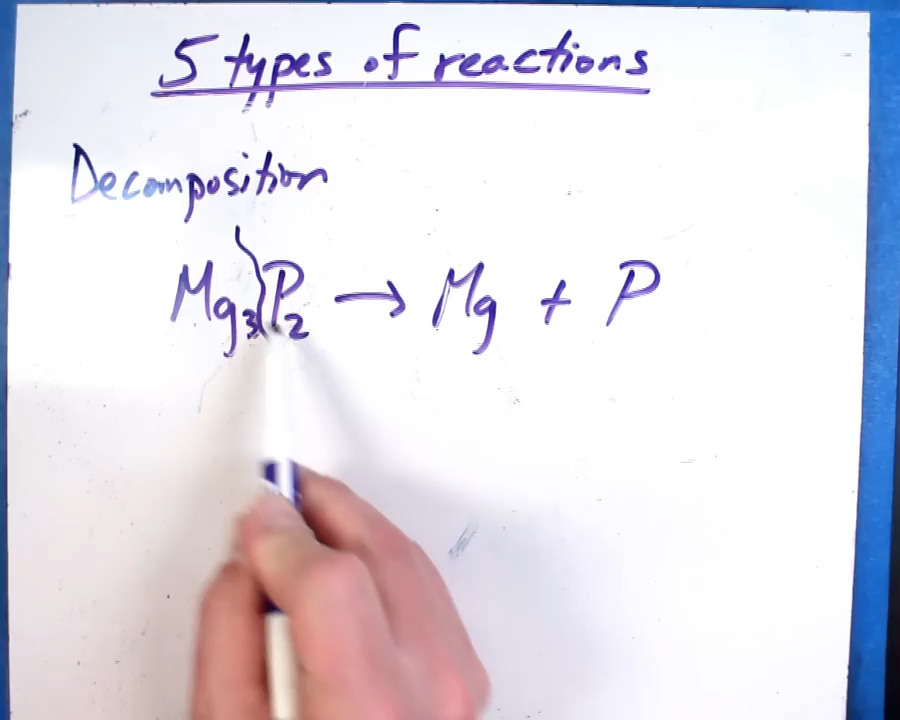 5 types of reactions
Decomposition
Mg₃P₂ → Mg + P